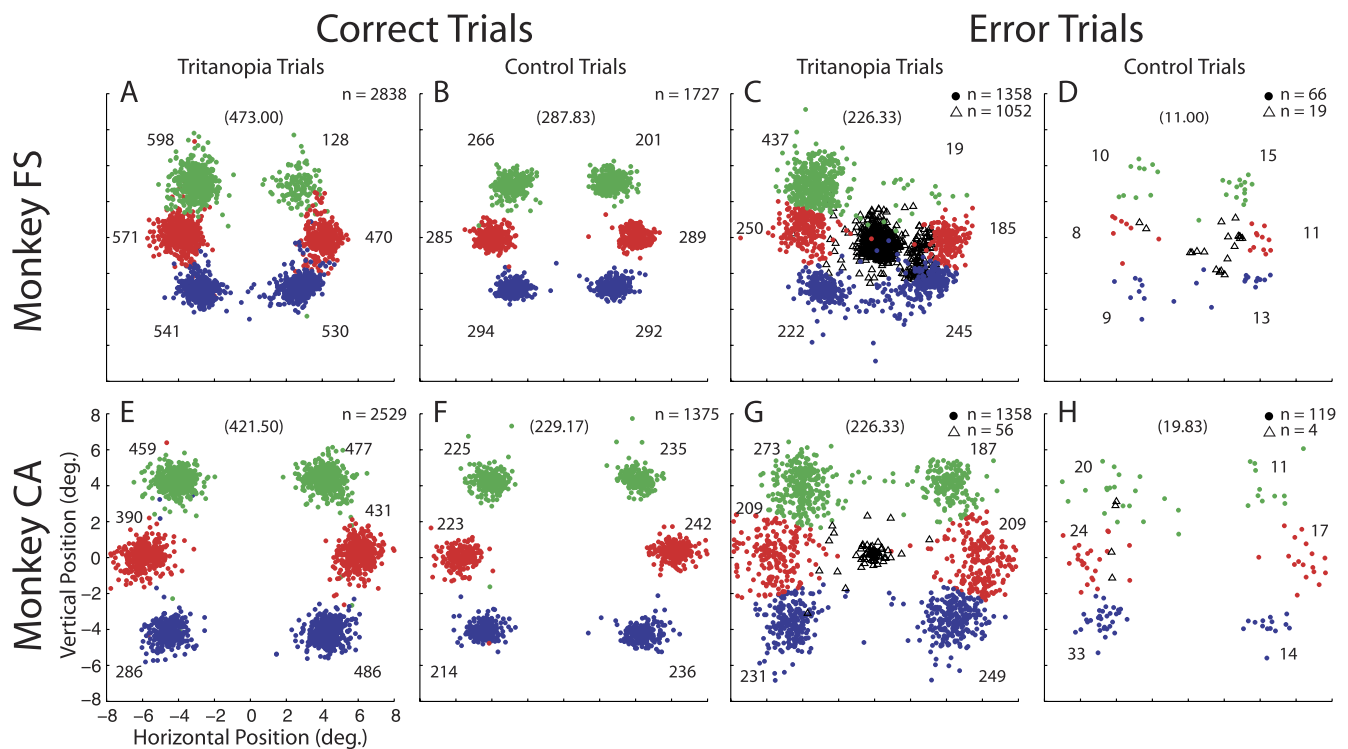 Correct Trials
Error Trials
Tritanopia Trials
Control Trials
Tritanopia Trials
Control Trials
Monkey FS
A
n = 2838
(473.00)
598
128
571
470
541
530
B
n = 1727
(287.83)
266
201
285
289
294
292
C
● n = 1358
△ n = 1052
(226.33)
437
19
250
185
222
245
D
● n = 66
△ n = 19
(11.00)
10
15
8
11
9
13
Monkey CA
E
n = 2529
(421.50)
459
477
390
431
286
486
8
6
4
2
0
−2
−4
−6
−8
Vertical Position (deg.)
−8 −6 −4 −2 0 2 4 6 8
Horizontal Position (deg.)
F
n = 1375
(229.17)
225
235
223
242
214
236
G
● n = 1358
△ n = 56
(226.33)
273
187
209
209
231
249
H
● n = 119
△ n = 4
(19.83)
20
11
24
17
33
14